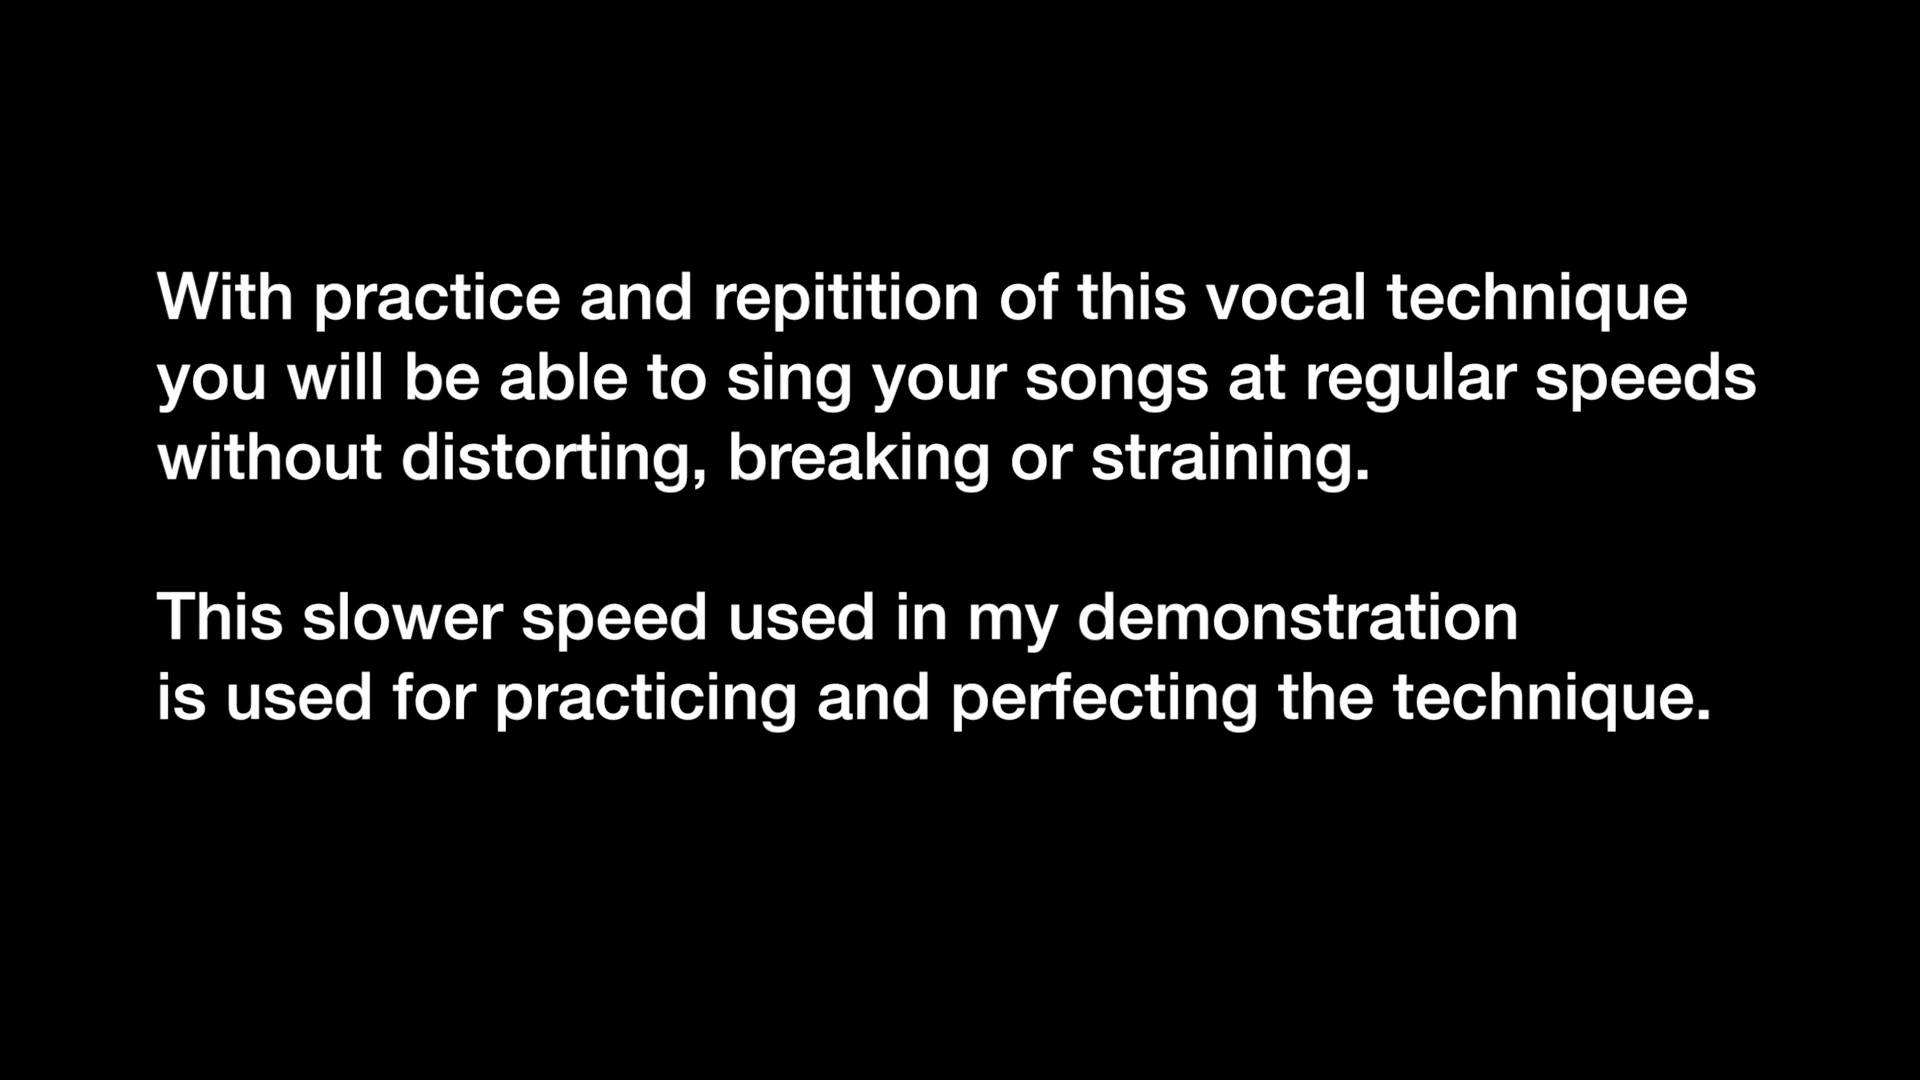 With practice and repitition of this vocal technique
you will be able to sing your songs at regular speeds
without distorting, breaking or straining.
This slower speed used in my demonstration
is used for practicing and perfecting the technique.